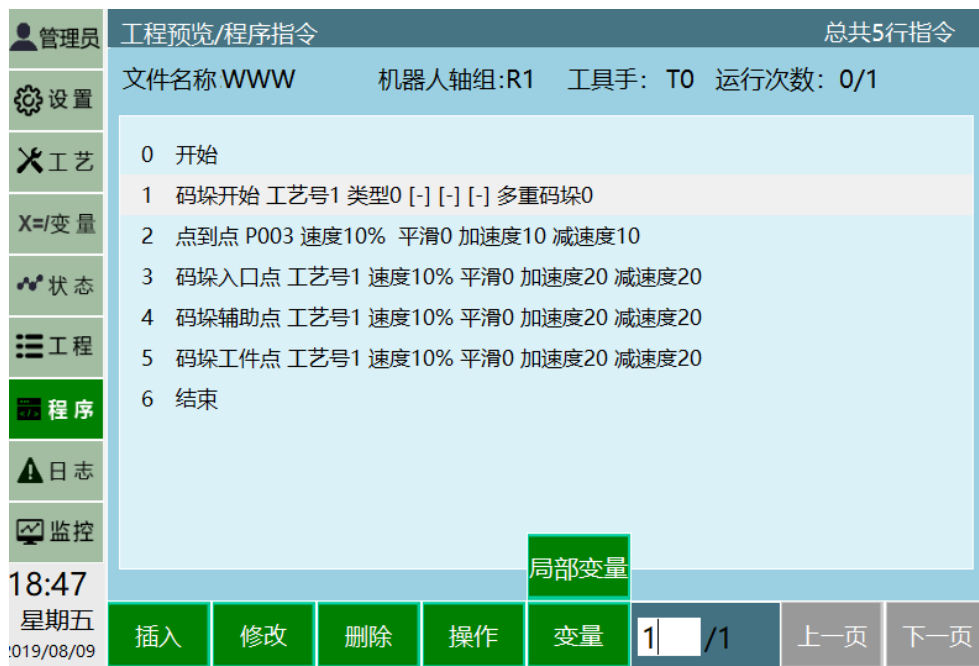 管理员
设置
工艺
X=/变量
状态
工程
程序
日志
监控
18:47
星期五
2019/08/09
工程预览/程序指令 总共5行指令
文件名称:WWW 机器人轴组:R1 工具手： T0 运行次数： 0/1
0 开始
1 码垛开始 工艺号1 类型0 [-] [-] [-] 多重码垛0
2 点到点 P003 速度10% 平滑0 加速度10 减速度10
3 码垛入口点 工艺号1 速度10% 平滑0 加速度20 减速度20
4 码垛辅助点 工艺号1 速度10% 平滑0 加速度20 减速度20
5 码垛工件点 工艺号1 速度10% 平滑0 加速度20 减速度20
6 结束
局部变量
插入 修改 删除 操作 变量 1 /1 上一页 下一页